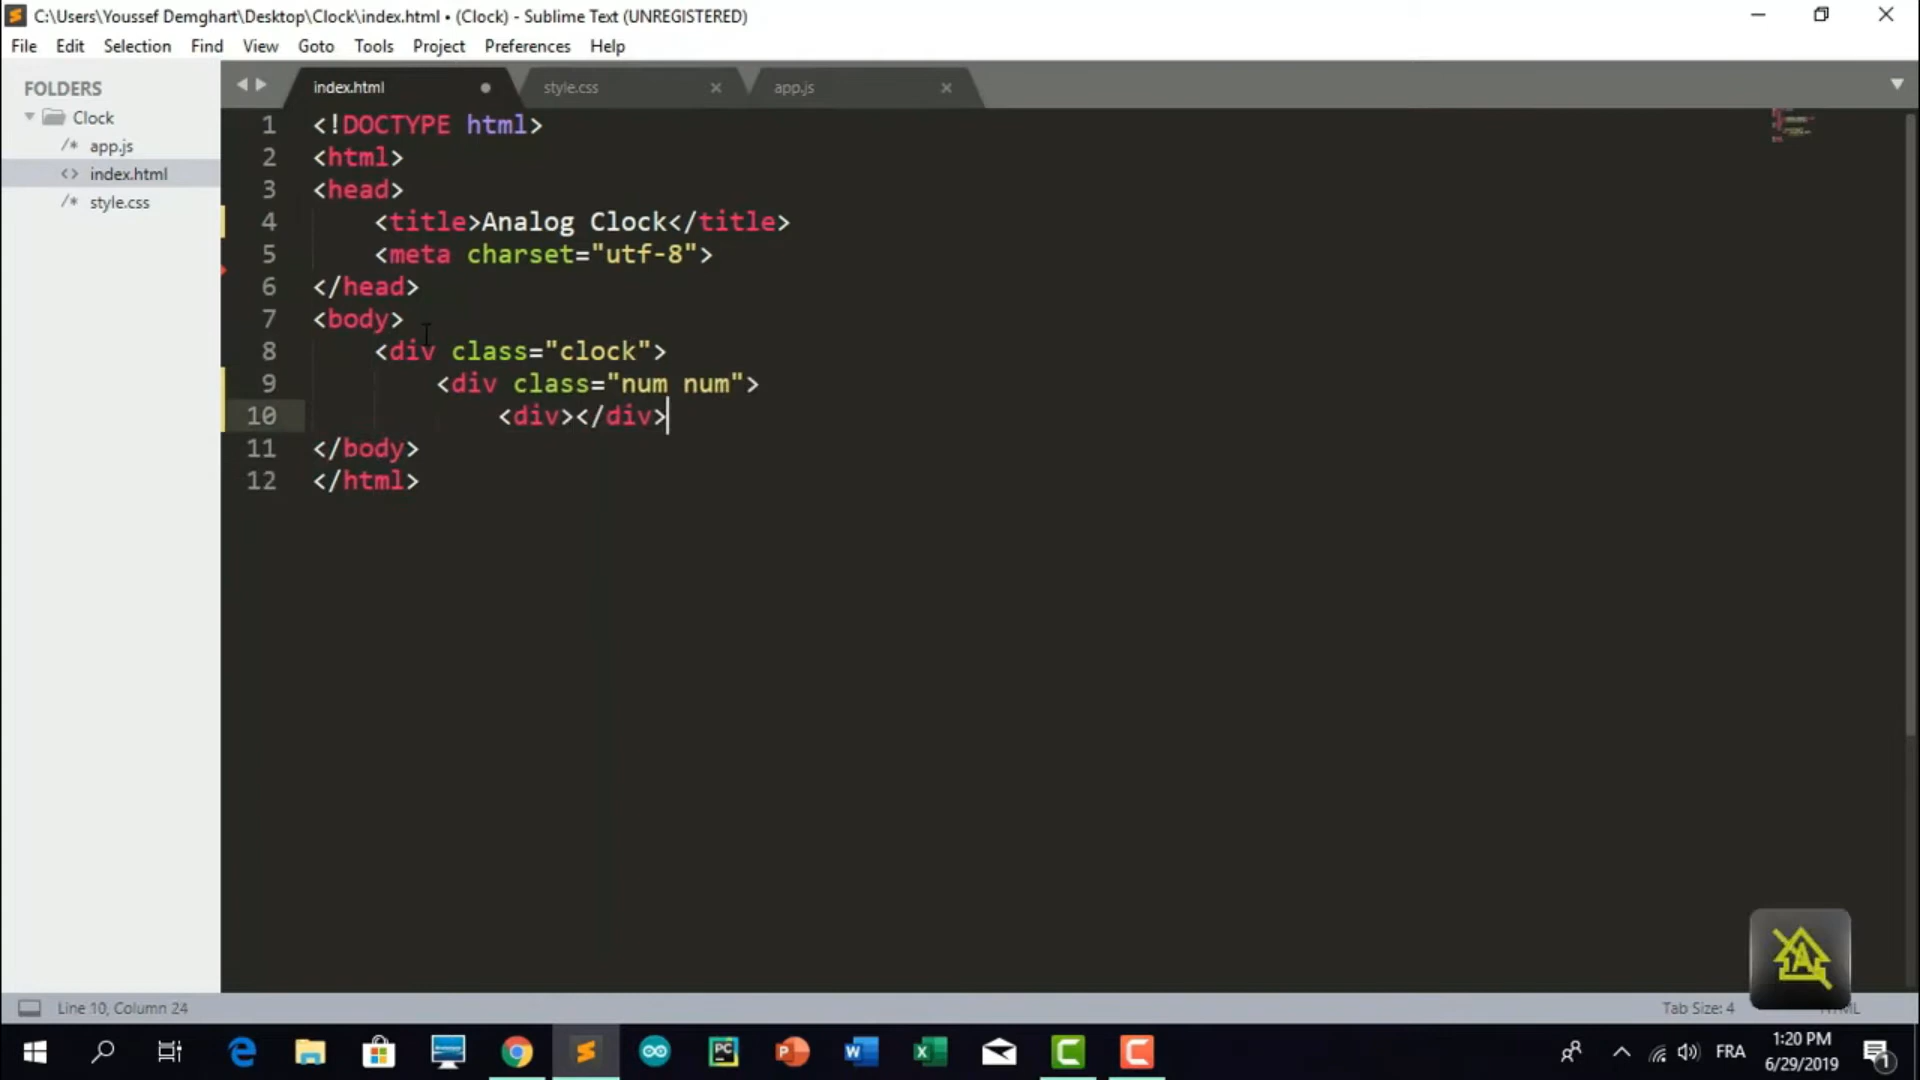 C:\Users\Youssef Demghart\Desktop\Clock\index.html • (Clock) - Sublime Text (UNREGISTERED)
File Edit Selection Find View Goto Tools Project Preferences Help
FOLDERS
Clock
/* app.js
<> index.html
/* style.css
index.html style.css app.js
1 <!DOCTYPE html>
2 <html>
3 <head>
4 <title>Analog Clock</title>
5 <meta charset="utf-8">
6 </head>
7 <body>
8 <div class="clock">
9 <div class="num num">
10 <div></div>
11 </body>
12 </html>
Line 10, Column 24
Tab Size: 4
FRA
1:20 PM
6/29/2019
1